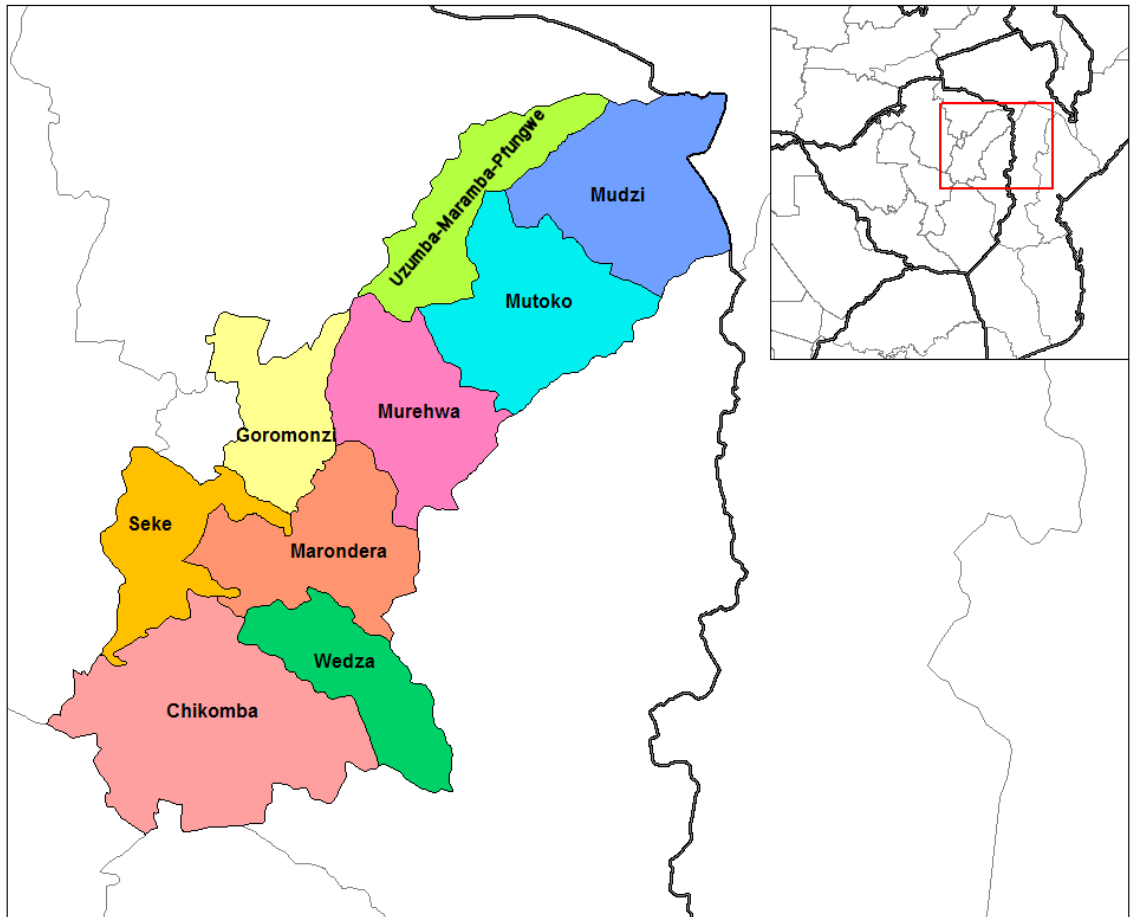 Uzumba-Maramba-Pfungwe
Mudzi
Mutoko
Murehwa
Goromonzi
Seke
Marondera
Wedza
Chikomba